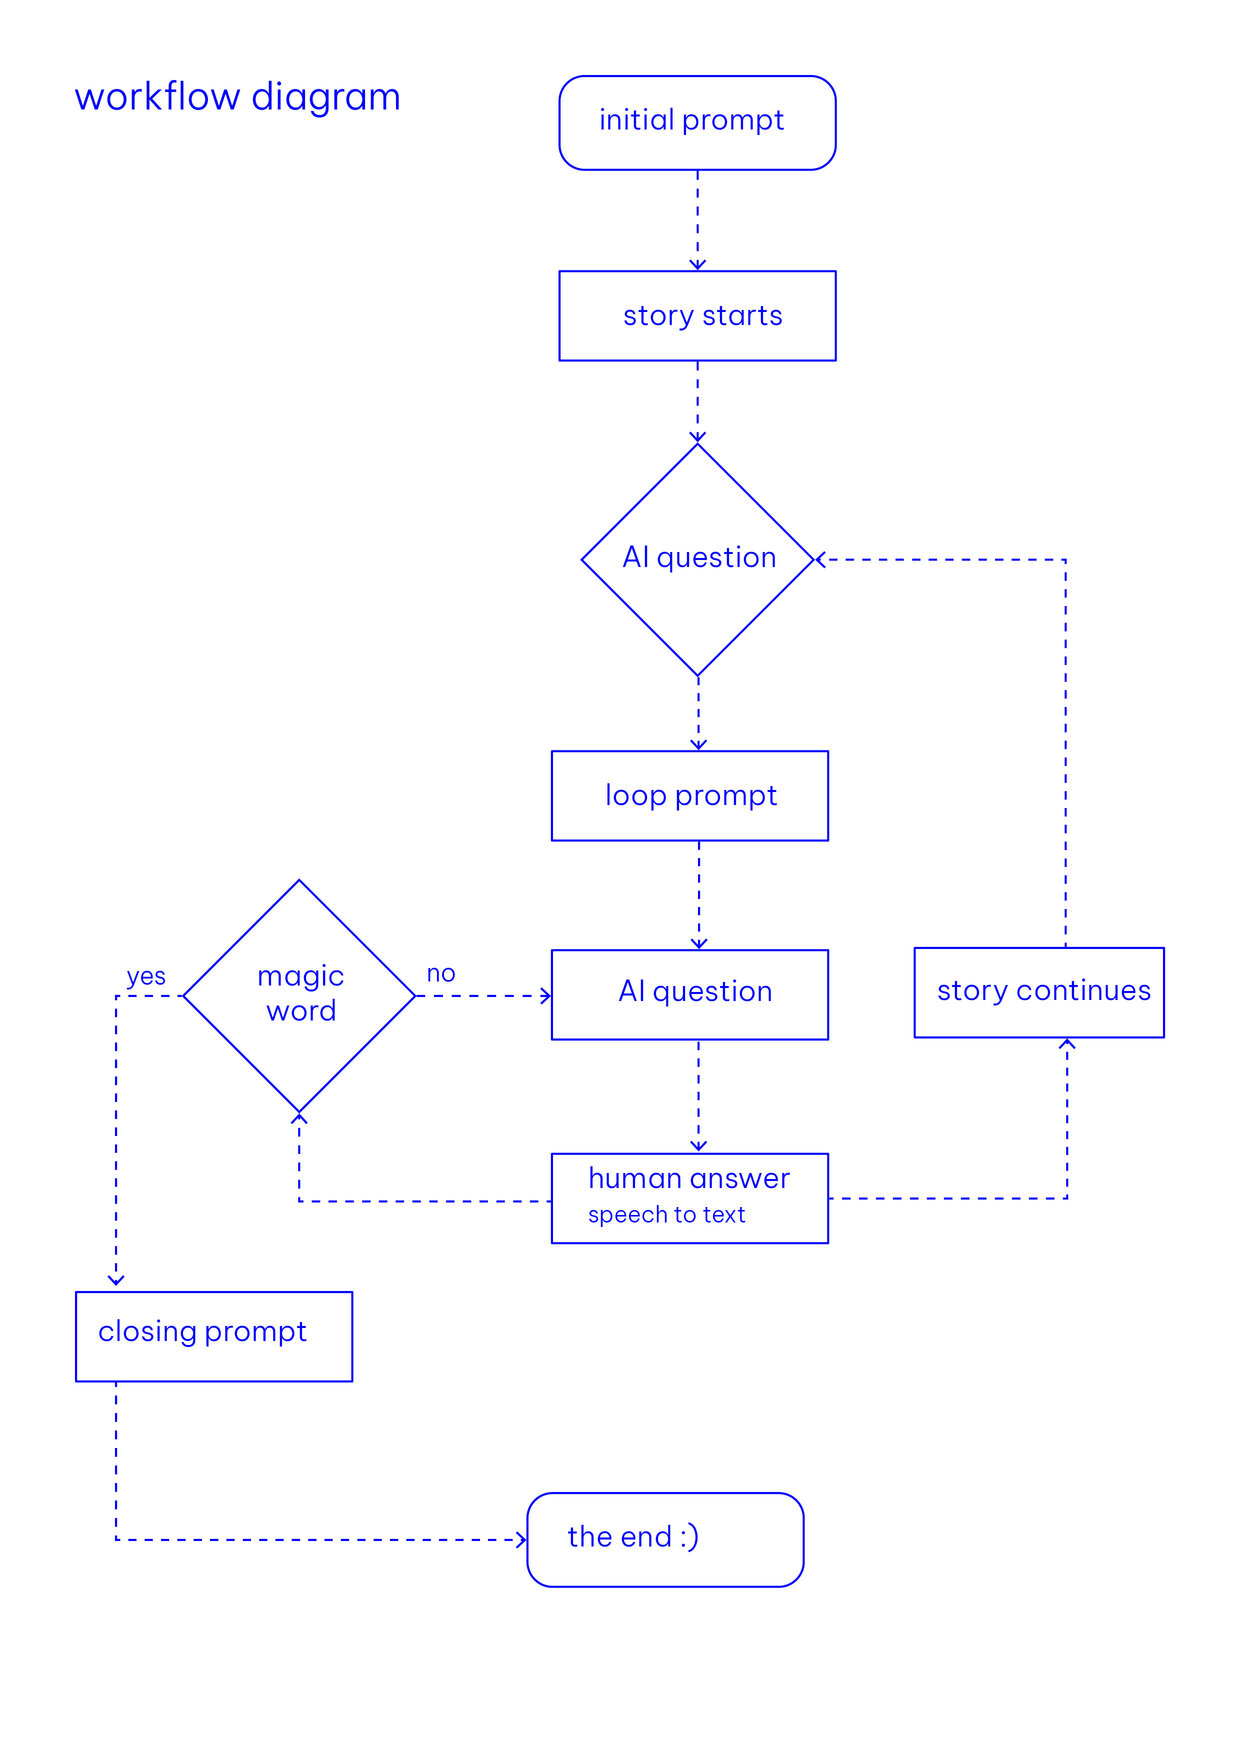 workflow diagram
initial prompt
story starts
AI question
loop prompt
magic
word
yes
no
AI question
story continues
human answer
speech to text
closing prompt
the end :)